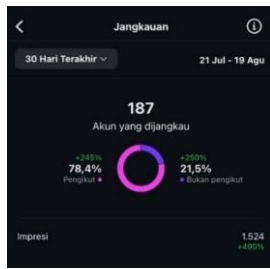 Jangkauan
30 Hari Terakhir
21 Jul - 19 Agu
187
Akun yang dijangkau
+245%
78,4%
Pengikut
+290%
21,5%
Bukan pengikut
Impresi
1.524
+490%